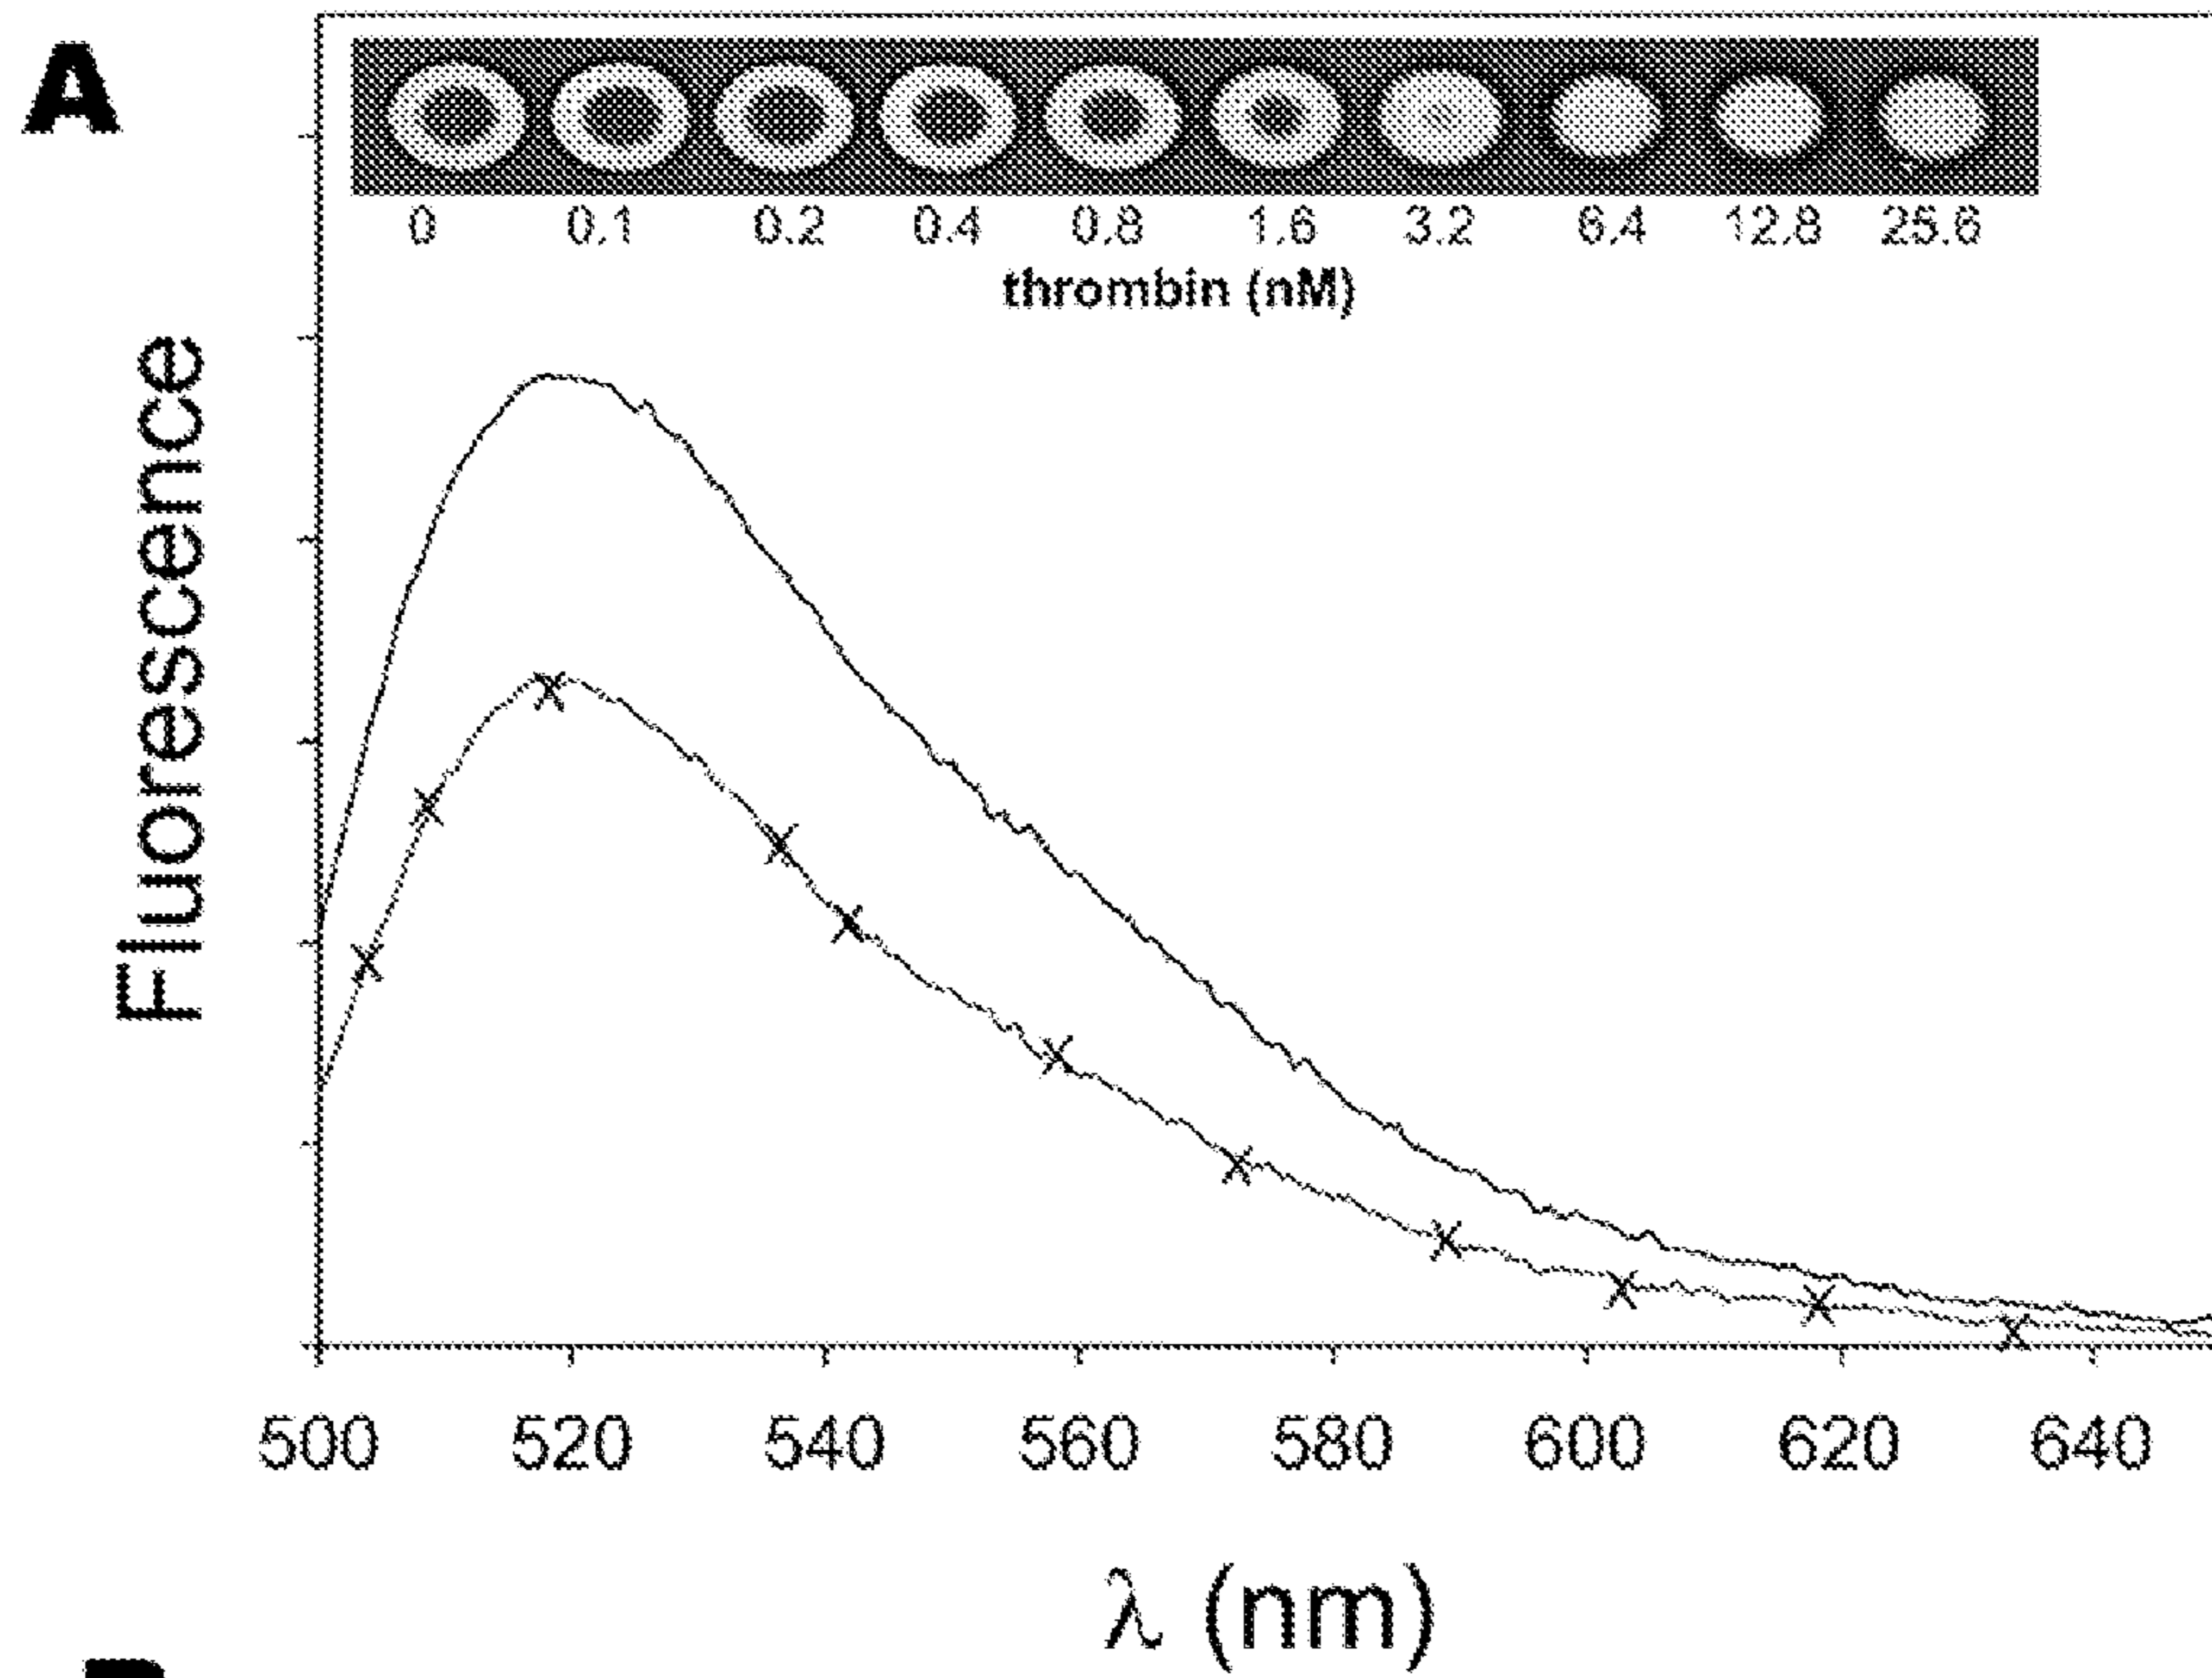 A
0 0.1 0.2 0.4 0.8 1.6 3.2 6.4 12.8 25.6
thrombin (nM)
Fluorescence
500 520 540 560 580 600 620 640
λ (nm)